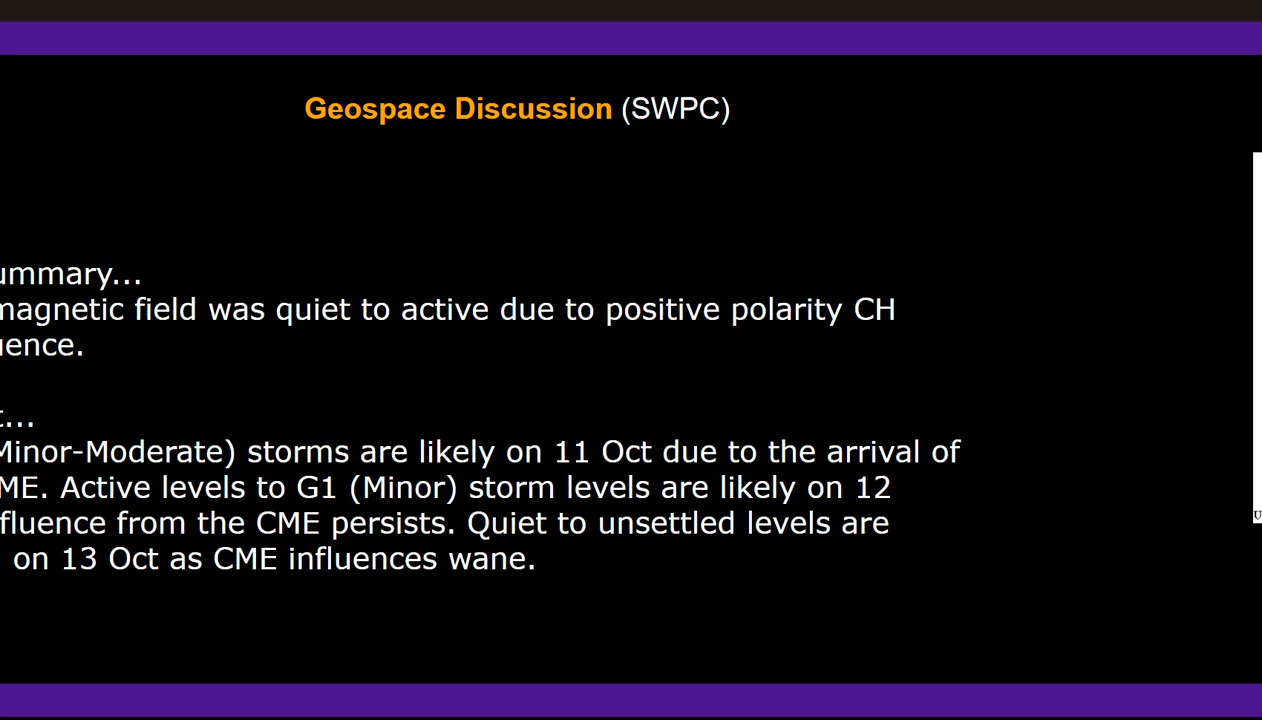 Geospace Discussion (SWPC)
ummary...
magnetic field was quiet to active due to positive polarity CH
uence.
t...
Minor-Moderate) storms are likely on 11 Oct due to the arrival of
ME. Active levels to G1 (Minor) storm levels are likely on 12
fluence from the CME persists. Quiet to unsettled levels are
on 13 Oct as CME influences wane.